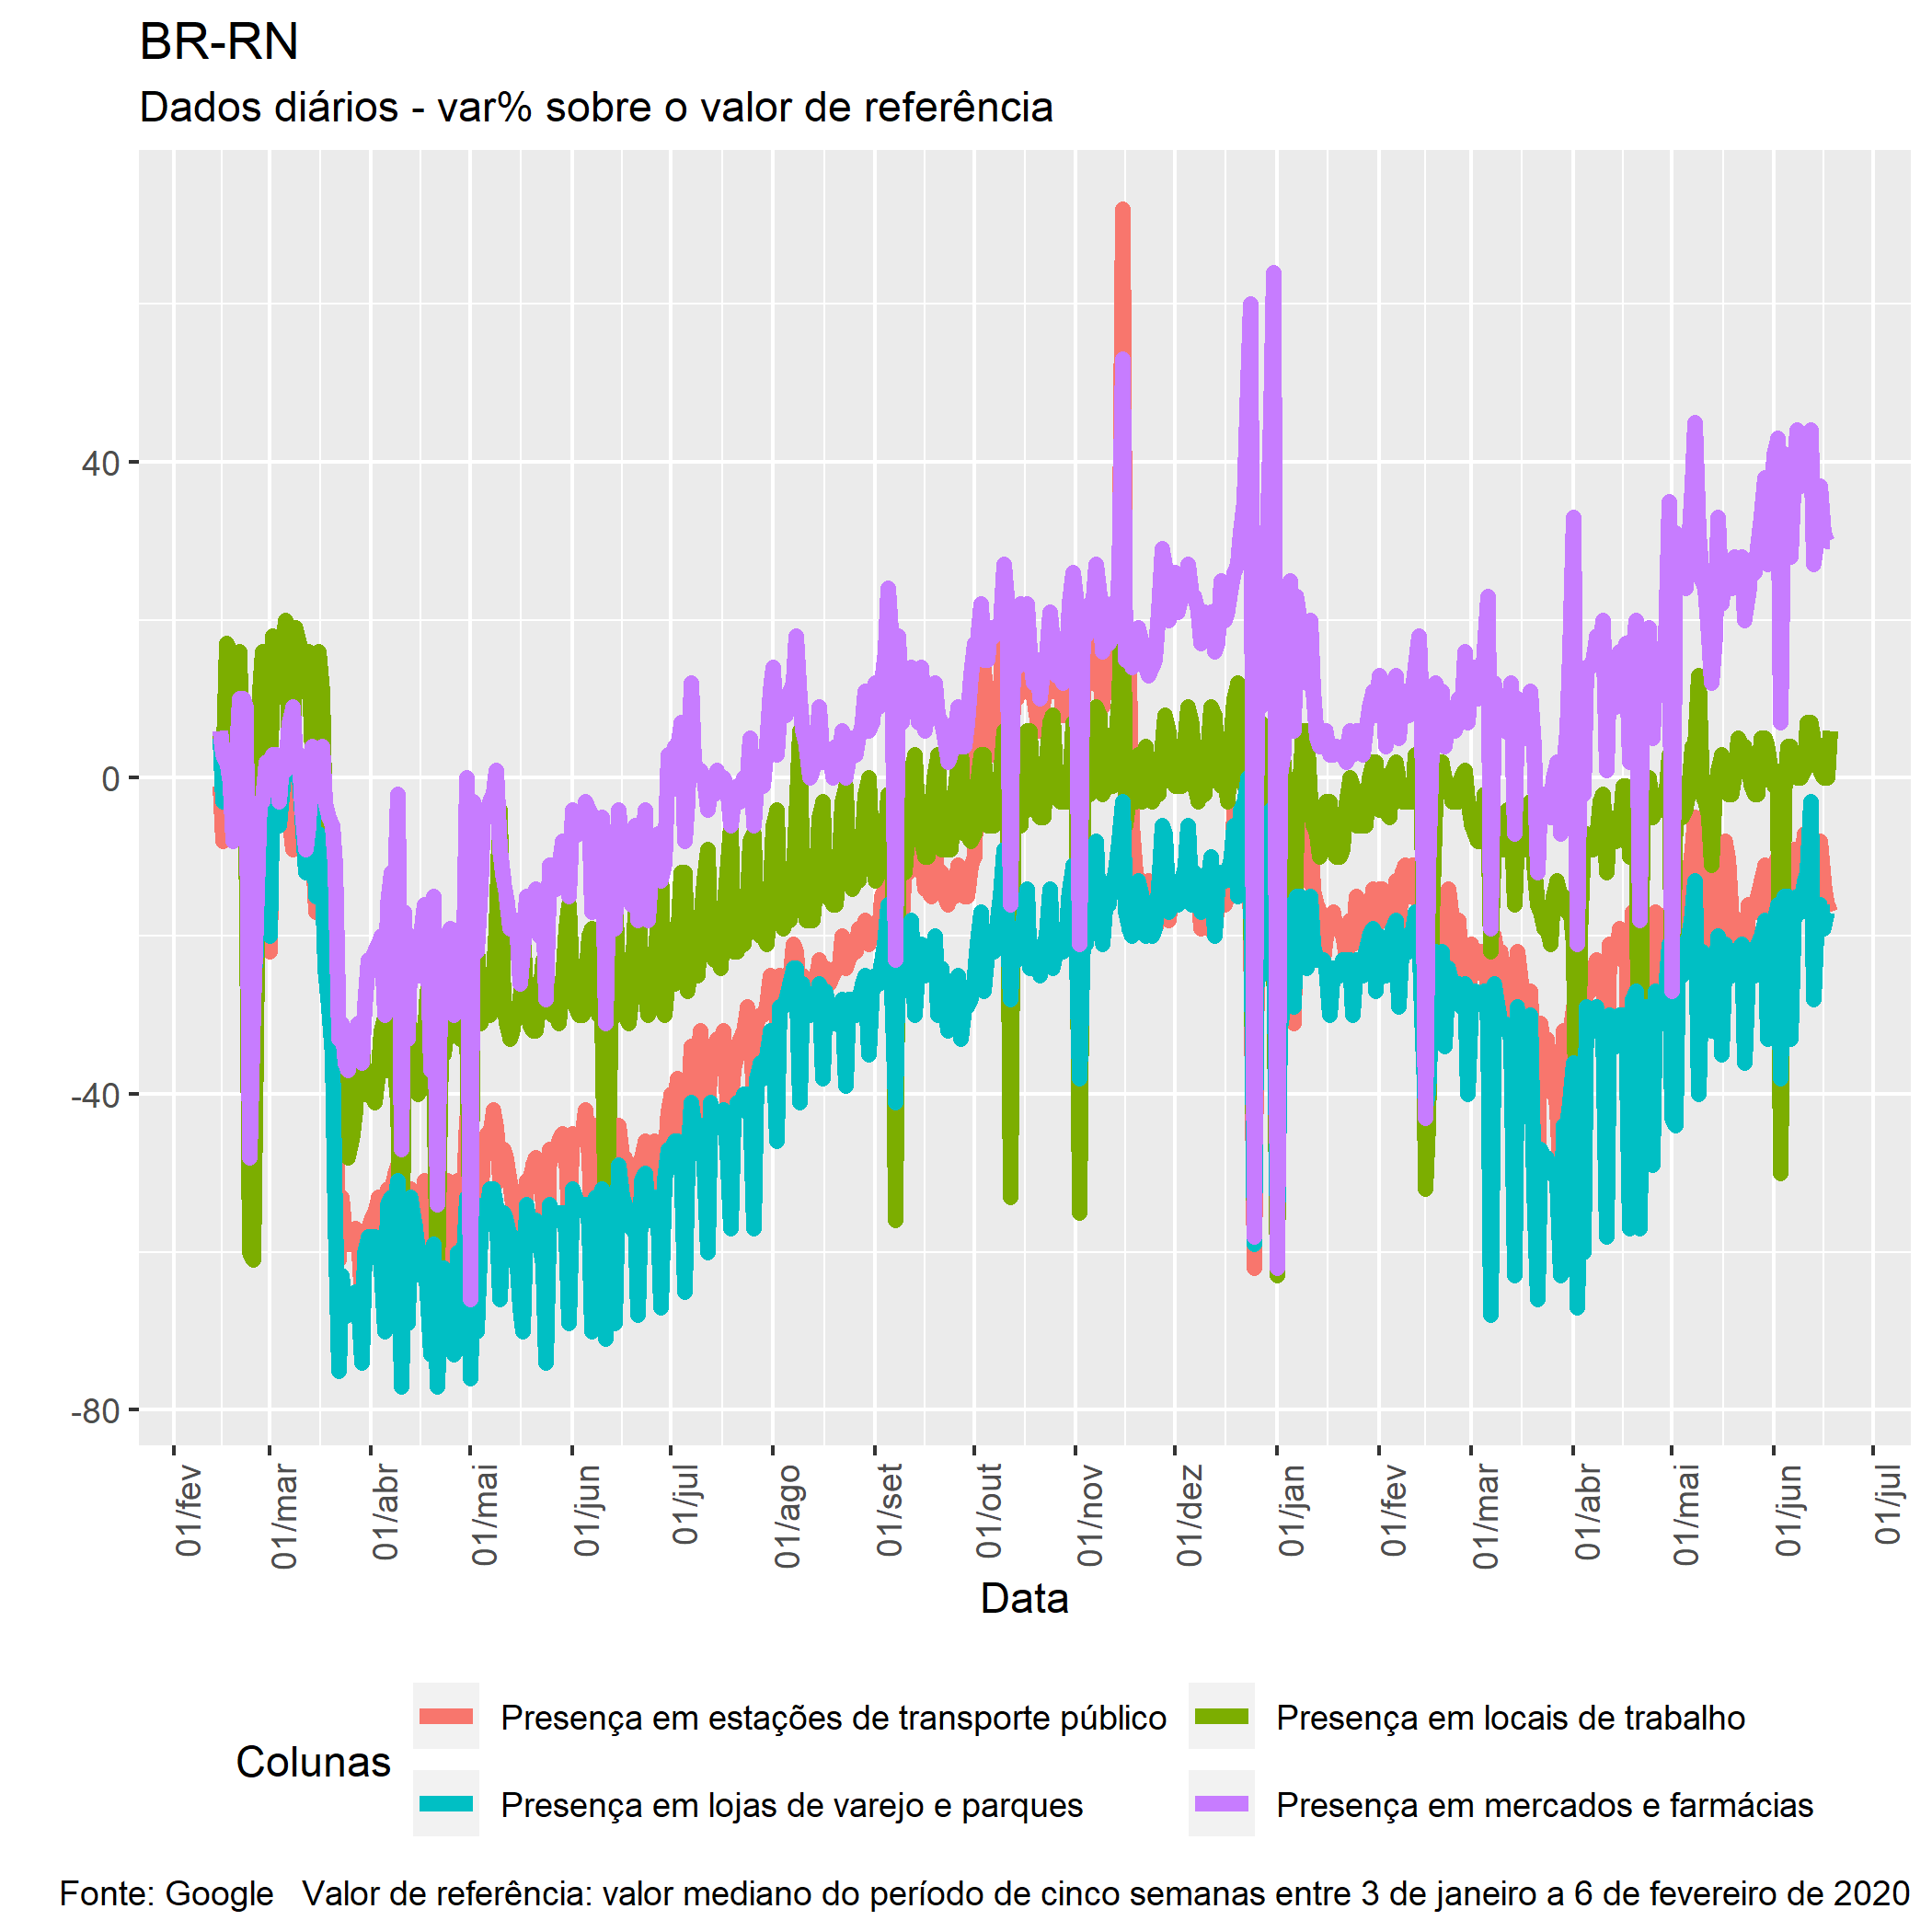 BR-RN
Dados diários - var% sobre o valor de referência
40
0
-40
-80
01/fev
01/mar
01/abr
01/mai
01/jun
01/jul
01/ago
01/set
01/out
01/nov
01/dez
01/jan
01/fev
01/mar
01/abr
01/mai
01/jun
01/jul
Data
Colunas
Presença em estações de transporte público
Presença em locais de trabalho
Presença em lojas de varejo e parques
Presença em mercados e farmácias
Fonte: Google   Valor de referência: valor mediano do período de cinco semanas entre 3 de janeiro a 6 de fevereiro de 2020